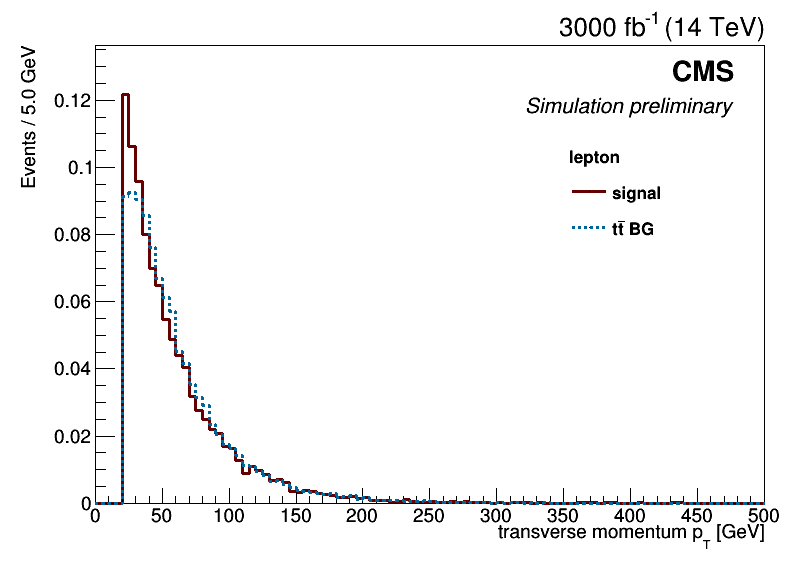 3000 fb⁻¹ (14 TeV)
Events / 5.0 GeV
CMS
Simulation preliminary
lepton
signal
tt̄ BG
0.12
0.1
0.08
0.06
0.04
0.02
0
0 50 100 150 200 250 300 350 400 450 500
transverse momentum p_T [GeV]